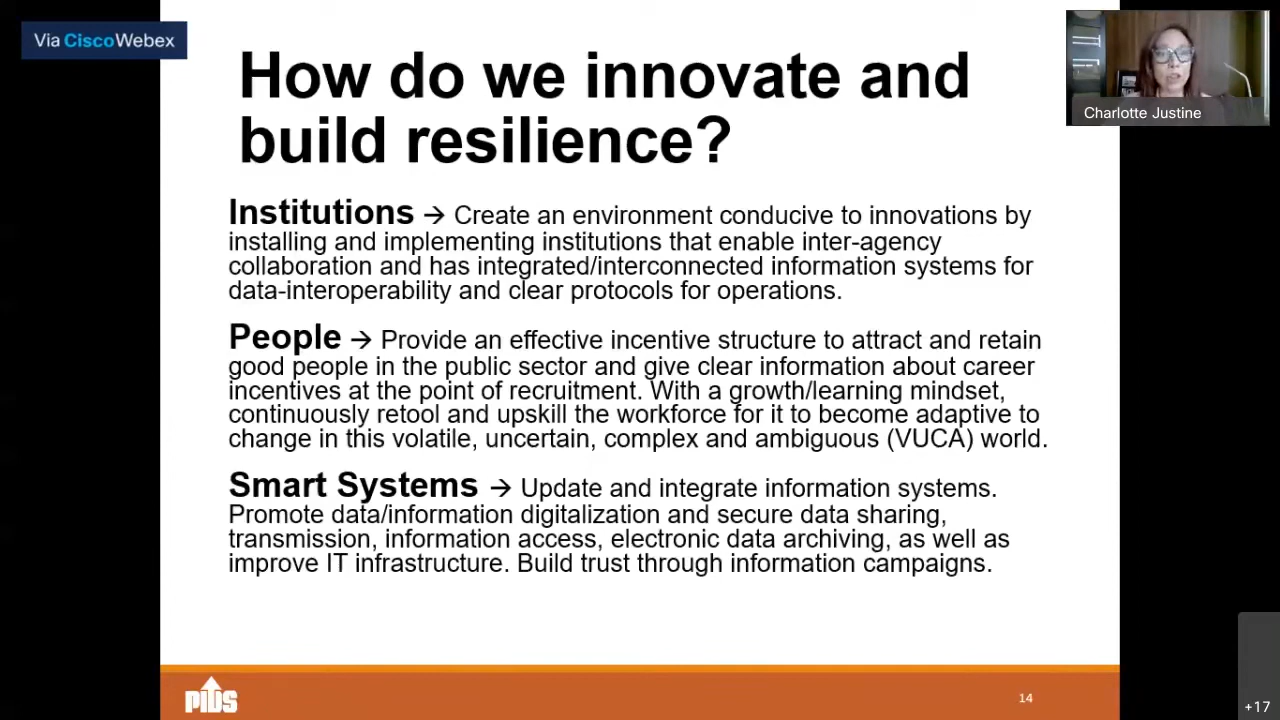 Via CiscoWebex
How do we innovate and
build resilience?
Charlotte Justine
Institutions → Create an environment conducive to innovations by
installing and implementing institutions that enable inter-agency
collaboration and has integrated/interconnected information systems for
data-interoperability and clear protocols for operations.
People → Provide an effective incentive structure to attract and retain
good people in the public sector and give clear information about career
incentives at the point of recruitment. With a growth/learning mindset,
continuously retool and upskill the workforce for it to become adaptive to
change in this volatile, uncertain, complex and ambiguous (VUCA) world.
Smart Systems → Update and integrate information systems.
Promote data/information digitalization and secure data sharing,
transmission, information access, electronic data archiving, as well as
improve IT infrastructure. Build trust through information campaigns.
PIDS
14
+17